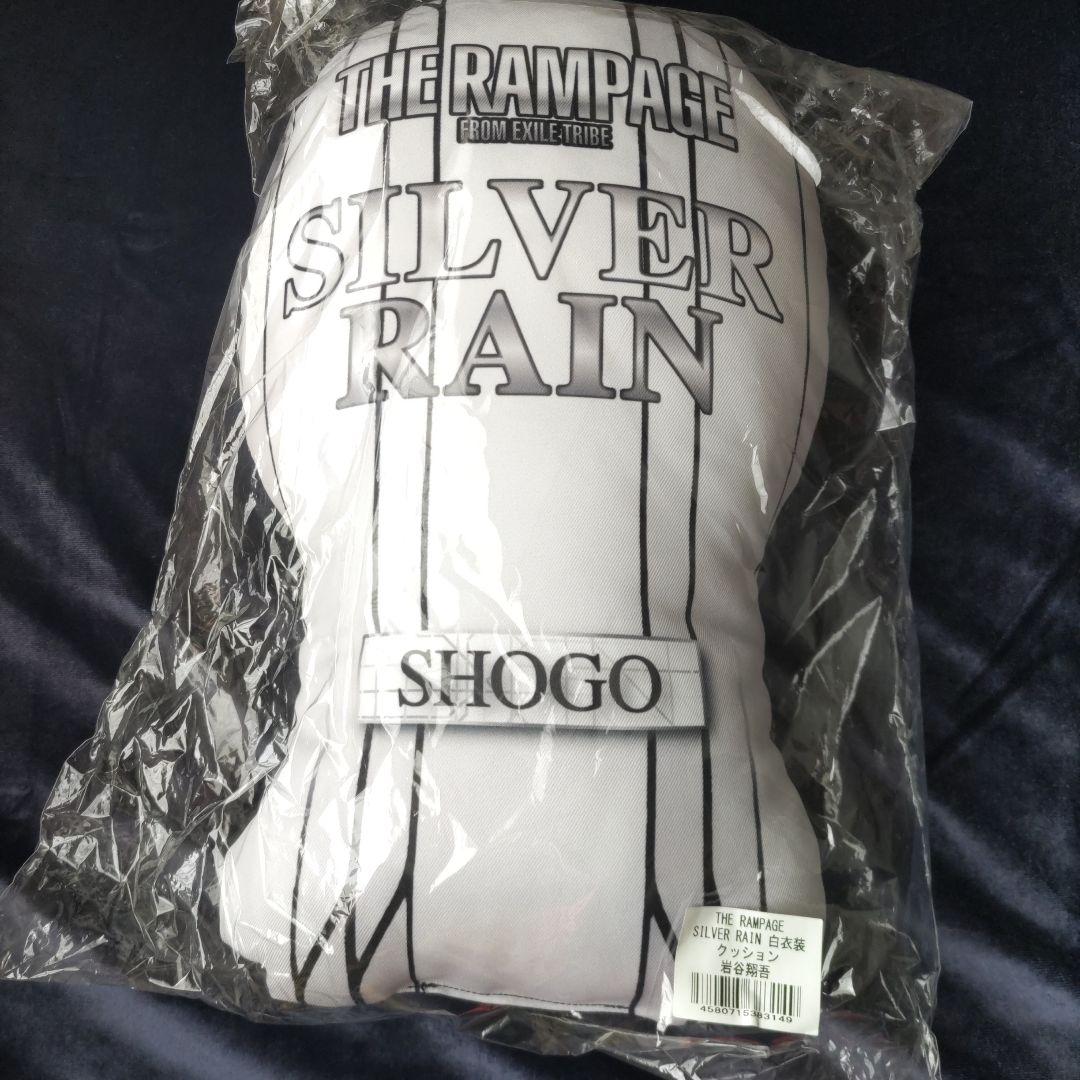 THE RAMPAGE
FROM EXILE TRIBE
SILVER
RAIN
SHOGO
THE RAMPAGE
SILVER RAIN 白衣装
クッション
岩谷翔吾
4580715383149